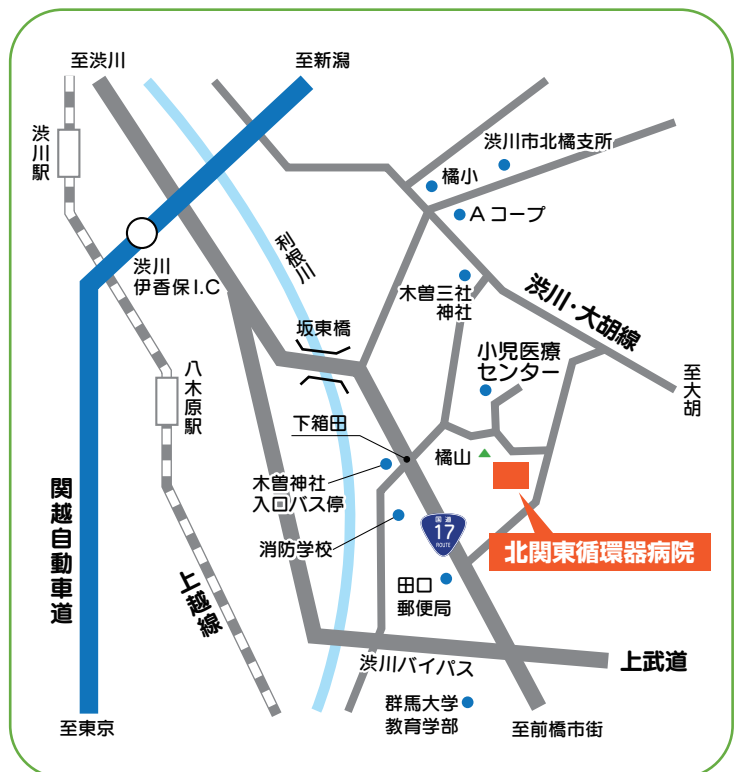 至渋川
至新潟
渋川駅
渋川市北橘支所
橘小
Aコープ
利根川
渋川
伊香保I.C
木曽三社
神社
渋川・大胡線
坂東橋
小児医療
センター
至大胡
八木原駅
下箱田
橘山
木曽神社
入口バス停
関越自動車道
消防学校
国道
17
ROUTE
北関東循環器病院
上越線
田口
郵便局
渋川バイパス
上武道
群馬大学
教育学部
至東京
至前橋市街